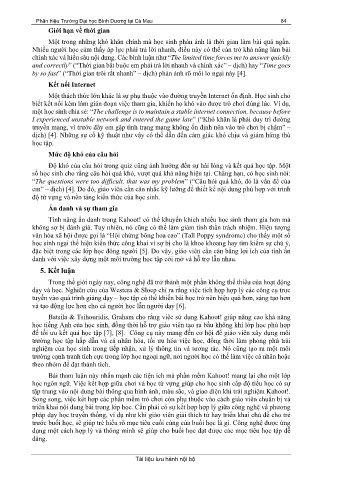 Phân hiệu Trường Đại học Bình Dương tại Cà Mau 84
Giới hạn về thời gian
Một trong những khó khăn chính mà học sinh phản ánh là thời gian làm bài quá ngắn.
Nhiều người học cảm thấy áp lực phải trả lời nhanh, điều này có thể cản trở khả năng làm bài
chính xác và hiểu sâu nội dung. Các bình luận như “The limited time forces me to answer quickly
and correctly” (“Thời gian bắt buộc em phải trả lời nhanh và chính xác” – dịch) hay “Time goes
by so fast” (“Thời gian trôi rất nhanh” – dịch) phản ánh rõ mối lo ngại này [4].
Kết nối Internet
Một thách thức lớn khác là sự phụ thuộc vào đường truyền Internet ổn định. Học sinh cho
biết kết nối kém làm gián đoạn việc tham gia, khiến họ khó vào được trò chơi đúng lúc. Ví dụ,
một học sinh chia sẻ: “The challenge is to maintain a stable internet connection, because before
I experienced unstable network and entered the game late” (“Khó khăn là phải duy trì đường
truyền mạng, vì trước đây em gặp tình trạng mạng không ổn định nên vào trò chơi bị chậm” –
dịch) [4]. Những sự cố kỹ thuật như vậy có thể dẫn đến cảm giác khó chịu và giảm hứng thú
học tập.
Mức độ khó của câu hỏi
Độ khó của câu hỏi trong quiz cũng ảnh hưởng đến sự hài lòng và kết quả học tập. Một
số học sinh cho rằng câu hỏi quá khó, vượt quá khả năng hiện tại. Chẳng hạn, có học sinh nói:
“The questions were too difficult, that was my problem” (“Câu hỏi quá khó, đó là vấn đề của
em” – dịch) [4]. Do đó, giáo viên cần cân nhắc kỹ lưỡng để thiết kế nội dung phù hợp với trình
độ từ vựng và nền tảng kiến thức của học sinh.
Ẩn danh và sự tham gia
Tính năng ẩn danh trong Kahoot! có thể khuyến khích nhiều học sinh tham gia hơn mà
không sợ bị đánh giá. Tuy nhiên, nó cũng có thể làm giảm tinh thần trách nhiệm. Hiện tượng
văn hóa xã hội được gọi là “Hội chứng bông hoa cao” (Tall Poppy syndrome) cho thấy một số
học sinh ngại thể hiện kiến thức công khai vì sợ bị cho là khoe khoang hay tìm kiếm sự chú ý,
đặc biệt trong các lớp học đông người [5]. Do vậy, giáo viên cần cân bằng lợi ích của tính ẩn
danh với việc xây dựng một môi trường học tập cởi mở và hỗ trợ lẫn nhau.
5. Kết luận
Trong thế giới ngày nay, công nghệ đã trở thành một phần không thể thiếu của hoạt động
dạy và học. Nghiên cứu của Westera & Sloep chỉ ra rằng việc tích hợp hợp lý các công cụ trực
tuyến vào quá trình giảng dạy – học tập có thể khiến bài học trở nên hiệu quả hơn, sáng tạo hơn
và tạo động lực hơn cho cả người học lẫn người dạy [6].
Batsila & Tsihouridis, Graham cho rằng việc sử dụng Kahoot! giúp nâng cao khả năng
học tiếng Anh của học sinh, đồng thời hỗ trợ giáo viên tạo ra bầu không khí lớp học phù hợp
để tối ưu kết quả học tập [7], [8]. Công cụ này mang đến cơ hội để giáo viên xây dựng môi
trường học tập hấp dẫn và cá nhân hóa, tối ưu hóa việc học, đồng thời làm phong phú trải
nghiệm của học sinh trong tiếp nhận, xử lý thông tin và tương tác. Nó cũng tạo ra một môi
trường cạnh tranh tích cực trong lớp học ngoại ngữ, nơi người học có thể làm việc cá nhân hoặc
theo nhóm để đạt thành tích.
Bài tham luận này nhấn mạnh các tiện ích mà phần mềm Kahoot! mang lại cho một lớp
học ngôn ngữ. Việc kết hợp giữa chơi và học từ vựng giúp cho học sinh cấp độ tiểu học có sự
tập trung vào nội dung bài thông qua hình ảnh, màu sắc, và giao diện khi trải nghiệm Kahoot!.
Song song, việc kết hợp các phần mềm trò chơi còn phụ thuộc vào cách giáo viên chuẩn bị và
triển khai nội dung bài trong lớp học. Cần phải có sự kết hợp hợp lý giữa công nghệ và phương
pháp dạy học truyền thống, ví dụ như khi giáo viên giải thích từ hay triển khai chủ đề cho trẻ
trước buổi học, sẽ giúp trẻ hiểu rõ mục tiêu cuối cùng của buổi học là gì. Công nghệ được ứng
dụng một cách hợp lý và thông minh sẽ giúp cho buổi học đạt được các mục tiêu học tập dễ
dàng.
Tài liệu lưu hành nội bộ